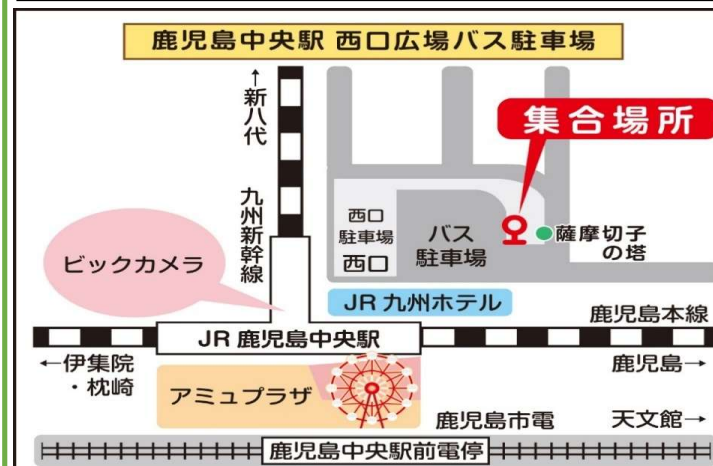 鹿児島中央駅 西口広場バス駐車場
←新八代
九州新幹線
集合場所
西口
駐車場
西口
バス
駐車場
薩摩切子
の塔
ビックカメラ
JR 九州ホテル
鹿児島本線
JR 鹿児島中央駅
←伊集院
・枕崎
鹿児島→
アミュプラザ
鹿児島市電
天文館→
鹿児島中央駅前電停